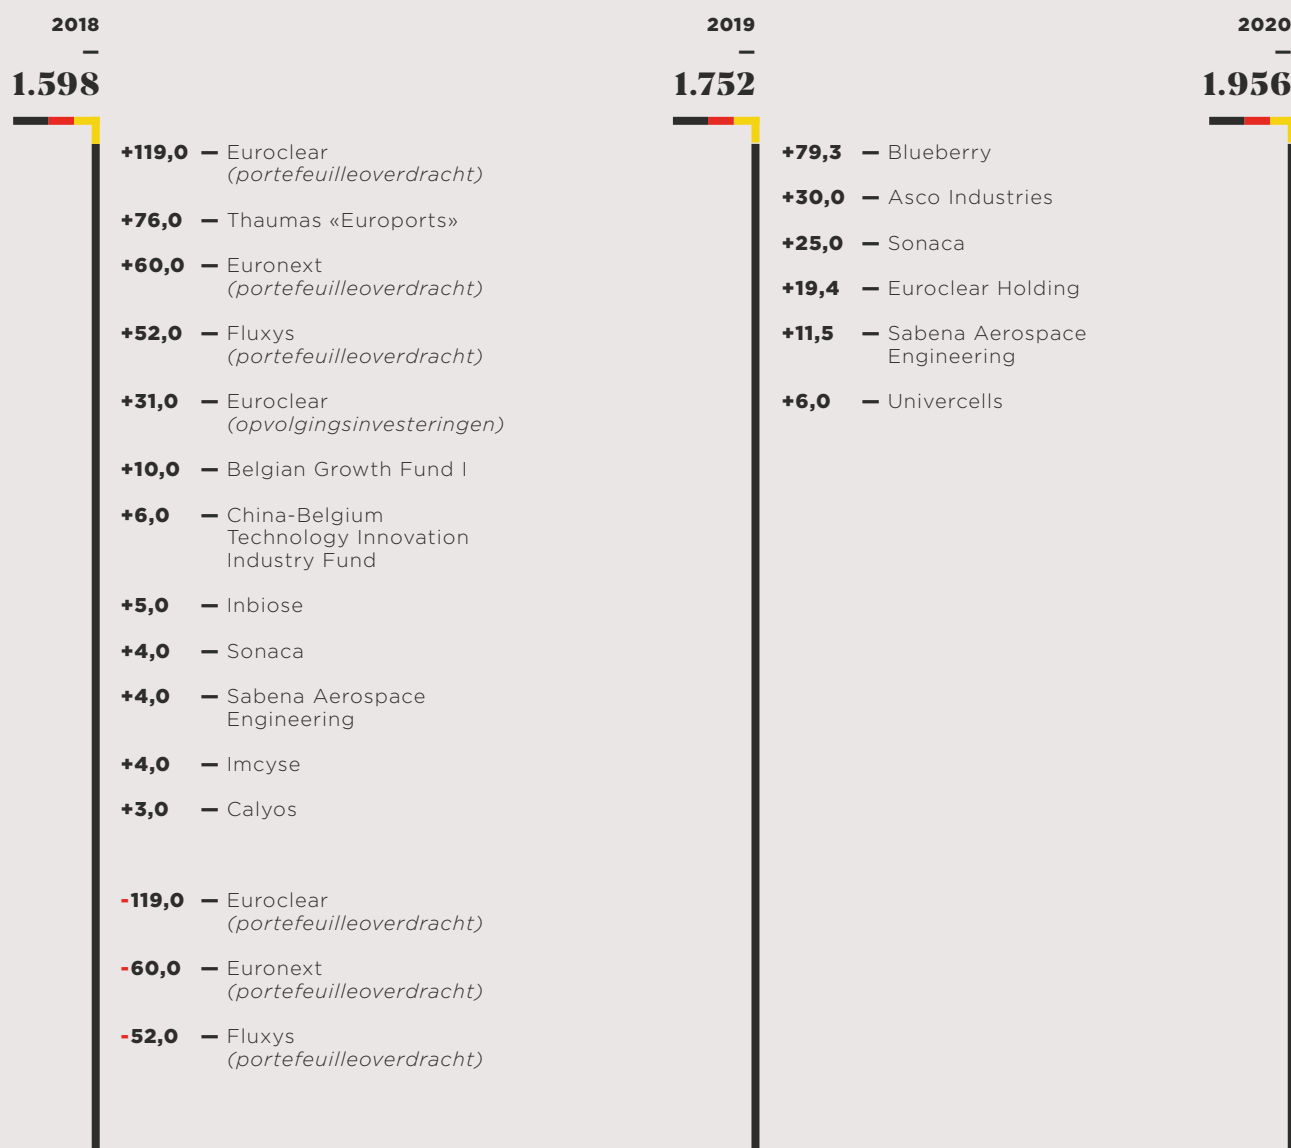 2018
–
1.598
+119,0 — Euroclear
(portefeuilleoverdracht)
+76,0 — Thaumas «Euroports»
+60,0 — Euronext
(portefeuilleoverdracht)
+52,0 — Fluxys
(portefeuilleoverdracht)
+31,0 — Euroclear
(opvolgingsinvesteringen)
+10,0 — Belgian Growth Fund I
+6,0 — China-Belgium
Technology Innovation
Industry Fund
+5,0 — Inbiose
+4,0 — Sonaca
+4,0 — Sabena Aerospace
Engineering
+4,0 — Imcyse
+3,0 — Calyos
-119,0 — Euroclear
(portefeuilleoverdracht)
-60,0 — Euronext
(portefeuilleoverdracht)
-52,0 — Fluxys
(portefeuilleoverdracht)
2019
–
1.752
+79,3 — Blueberry
+30,0 — Asco Industries
+25,0 — Sonaca
+19,4 — Euroclear Holding
+11,5 — Sabena Aerospace
Engineering
+6,0 — Univercells
2020
–
1.956